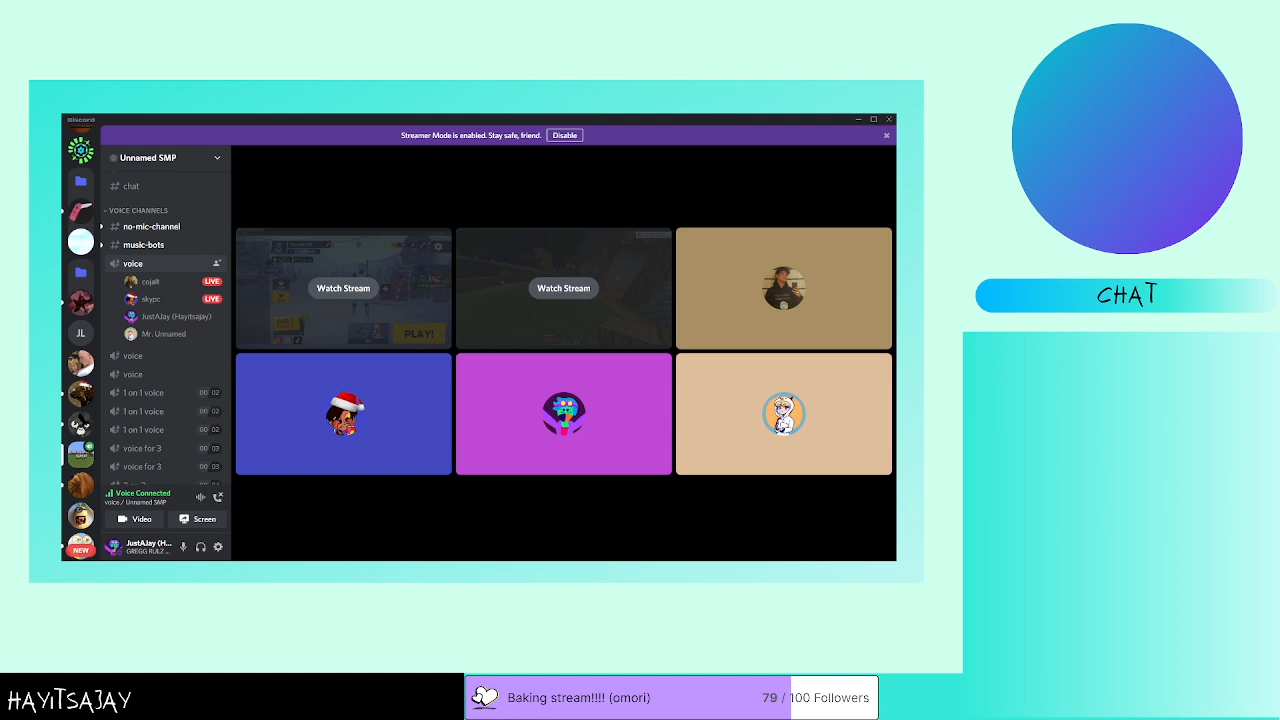 Discord
Streamer Mode is enabled. Stay safe, friend.
Disable
Unnamed SMP
chat
VOICE CHANNELS
no-mic-channel
music-bots
voice
cojalt
LIVE
skypc
LIVE
JustAJay (Hayitsajay)
Mr. Unnamed
voice
voice
1 on 1 voice 00 02
1 on 1 voice 00 02
1 on 1 voice 00 02
voice for 3 00 03
voice for 3 00 03
Voice Connected
voice / Unnamed SMP
Video
Screen
JustAJay (H...
GREGG RULZ ...
JL
SMP
NEW
Watch Stream
PLAY!
Watch Stream
CHAT
HAYiTSAJAY
Baking stream!!!! (omori)
79 / 100 Followers